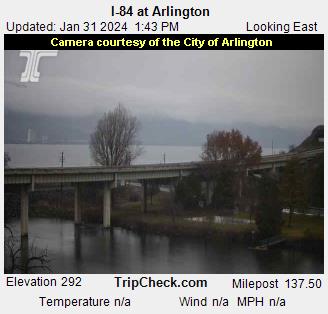 I-84 at Arlington
Updated: Jan 31 2024 1:43 PM Looking East
Camera courtesy of the City of Arlington
Elevation 292 TripCheck.com Milepost 137.50
Temperature n/a Wind n/a MPH n/a